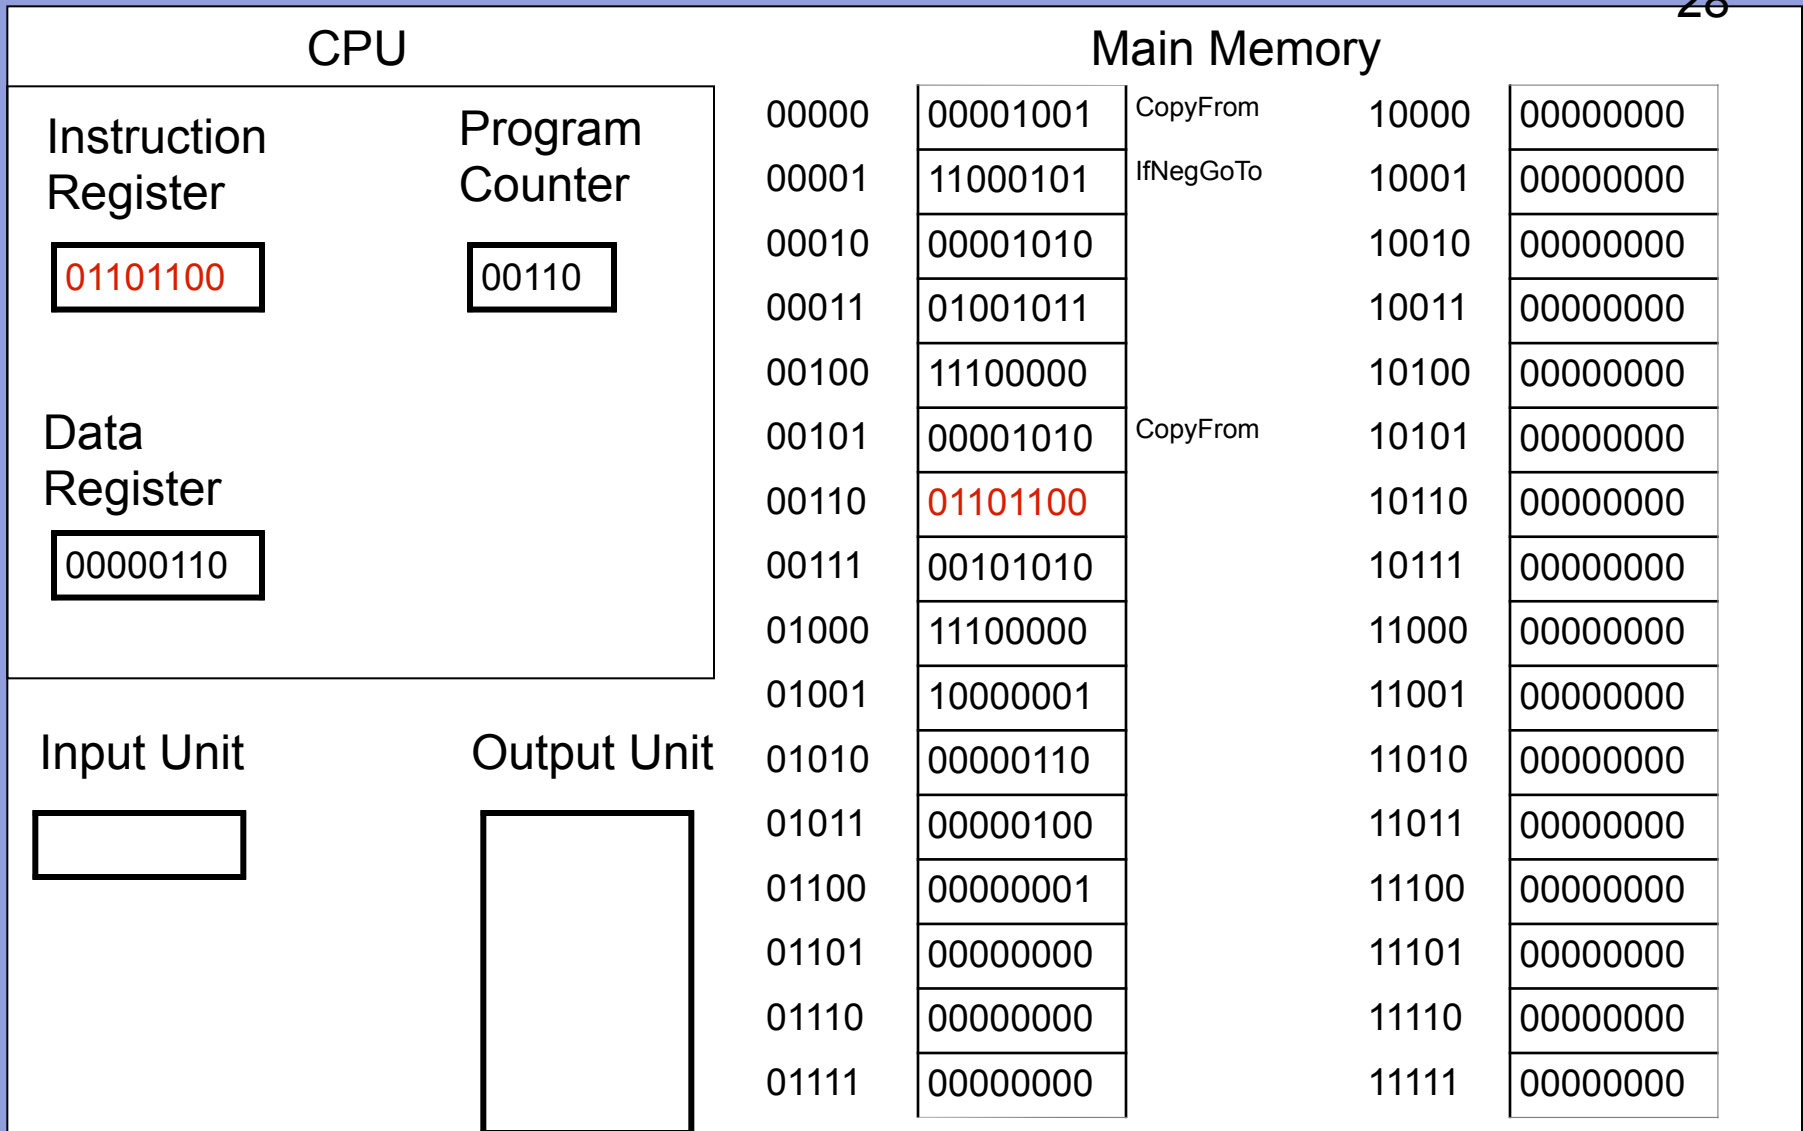 28
CPU
Main Memory
Instruction
Register
Program
Counter
01101100
00110
Data
Register
00000110
Input Unit
Output Unit
00000 00001001 CopyFrom 10000 00000000
00001 11000101 IfNegGoTo 10001 00000000
00010 00001010 10010 00000000
00011 01001011 10011 00000000
00100 11100000 10100 00000000
00101 00001010 CopyFrom 10101 00000000
00110 01101100 10110 00000000
00111 00101010 10111 00000000
01000 11100000 11000 00000000
01001 10000001 11001 00000000
01010 00000110 11010 00000000
01011 00000100 11011 00000000
01100 00000001 11100 00000000
01101 00000000 11101 00000000
01110 00000000 11110 00000000
01111 00000000 11111 00000000